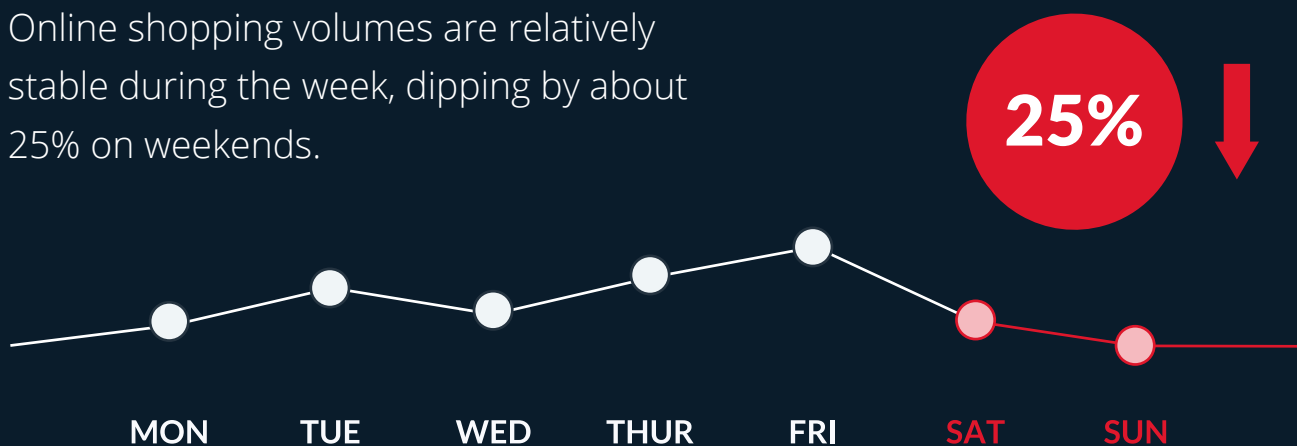 Online shopping volumes are relatively
stable during the week, dipping by about
25% on weekends.
25%
MON TUE WED THUR FRI SAT SUN